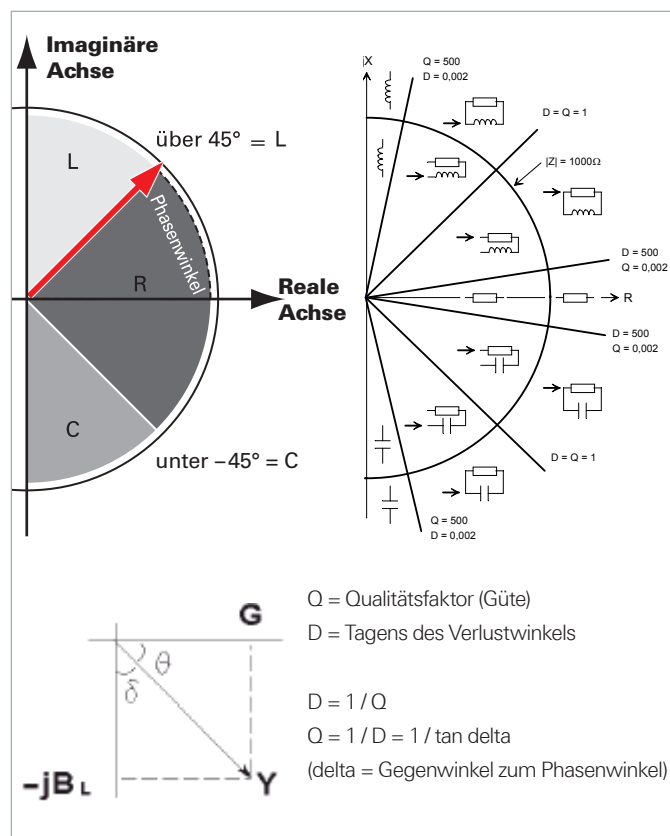 Imaginäre
Achse
über 45° = L
L
Phasenwinkel
R
Reale
Achse
C
unter –45° = C
jX
Q = 500
D = 0,002
D = Q = 1
|Z| = 1000Ω
D = 500
Q = 0,002
R
D = 500
Q = 0,002
D = Q = 1
Q = 500
D = 0,002
G
θ
δ
-jB L
Y
Q = Qualitätsfaktor (Güte)
D = Tagens des Verlustwinkels
D = 1 / Q
Q = 1 / D = 1 / tan delta
(delta = Gegenwinkel zum Phasenwinkel)